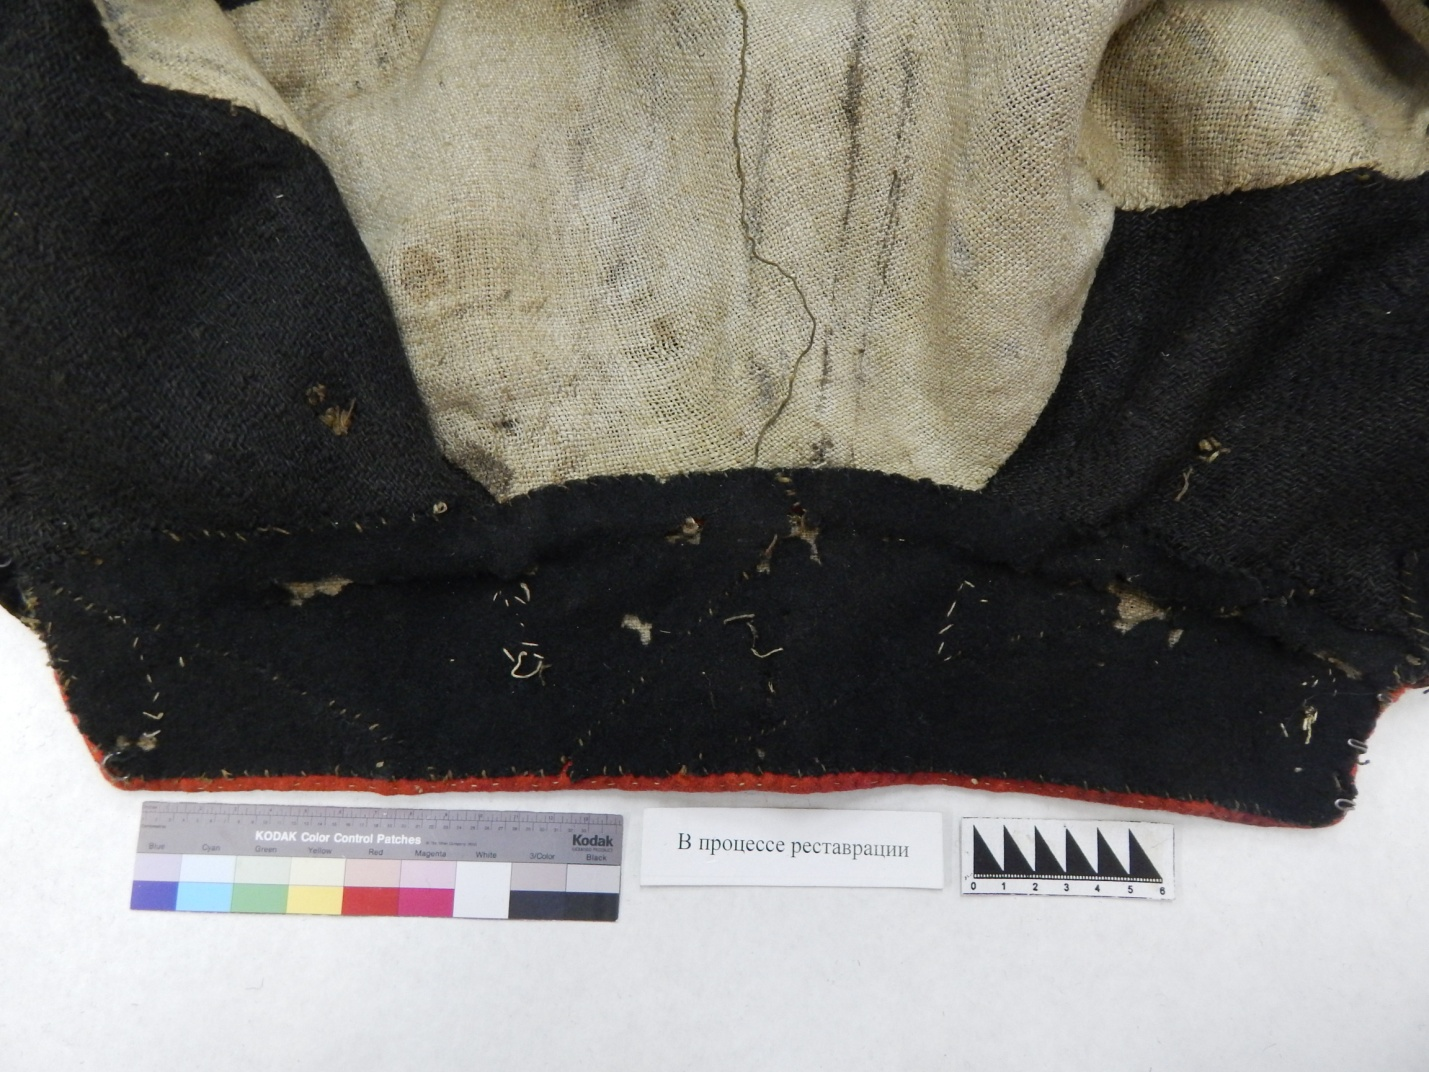 KODAK Color Control Patches
Kodak
Blue Cyan Green Yellow Red Magenta White 3/Color Black
В процессе реставрации
0 1 2 3 4 5 6